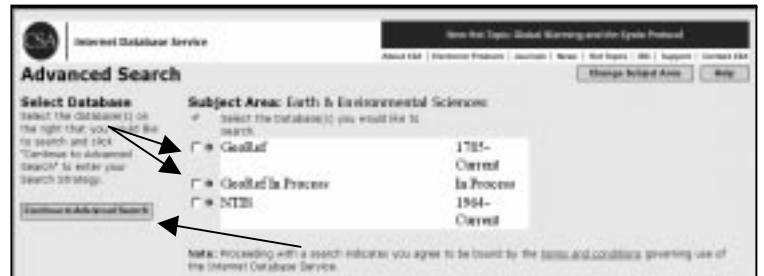 CSA
Internet Database Service
New Hot Topic: Global Warming and the Kyoto Protocol
About CSA | Electronic Products | Journals | News | Hot Topics | | Support | Contact CSA
Advanced Search
Change Subject Area
Help
Select Database
Select the database(s) on
the right that you would like
to search and click
"Continue to Advanced
Search" to enter your
Search Strategy.
Continue to Advanced Search
Subject Area: Earth & Environmental Sciences
Select the Database(s) you would like to
search.
GeoRef 1785-
Current
GeoRef In Process In Process
NTIS 1964-
Current
Note: Proceeding with a search indicates you agree to be bound by the terms and conditions governing use of
the Internet Database Service.